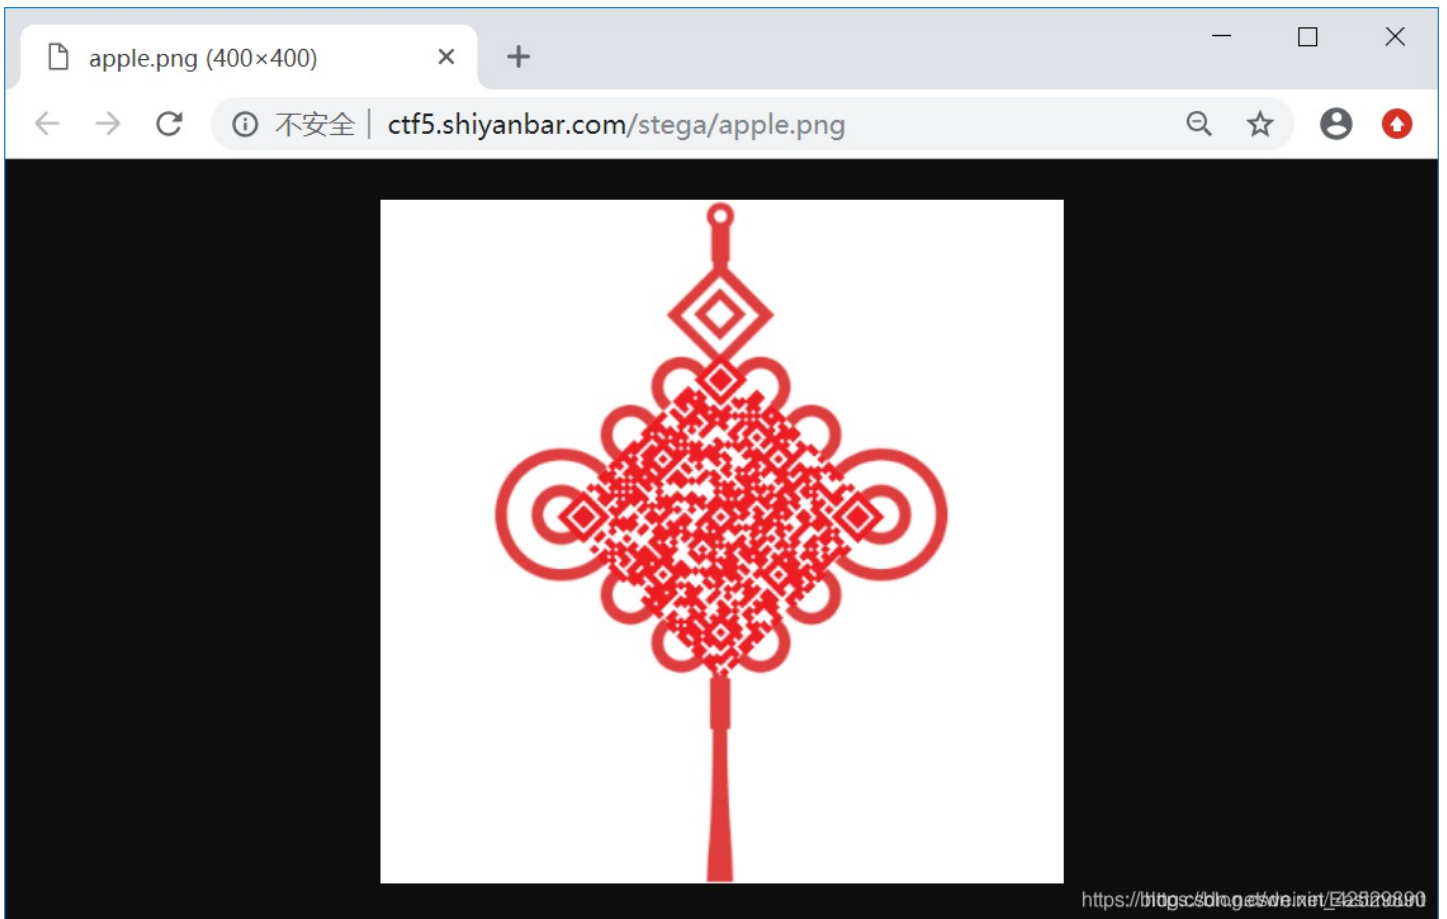 apple.png (400×400)
不安全 | ctf5.shiyanbar.com/stega/apple.png